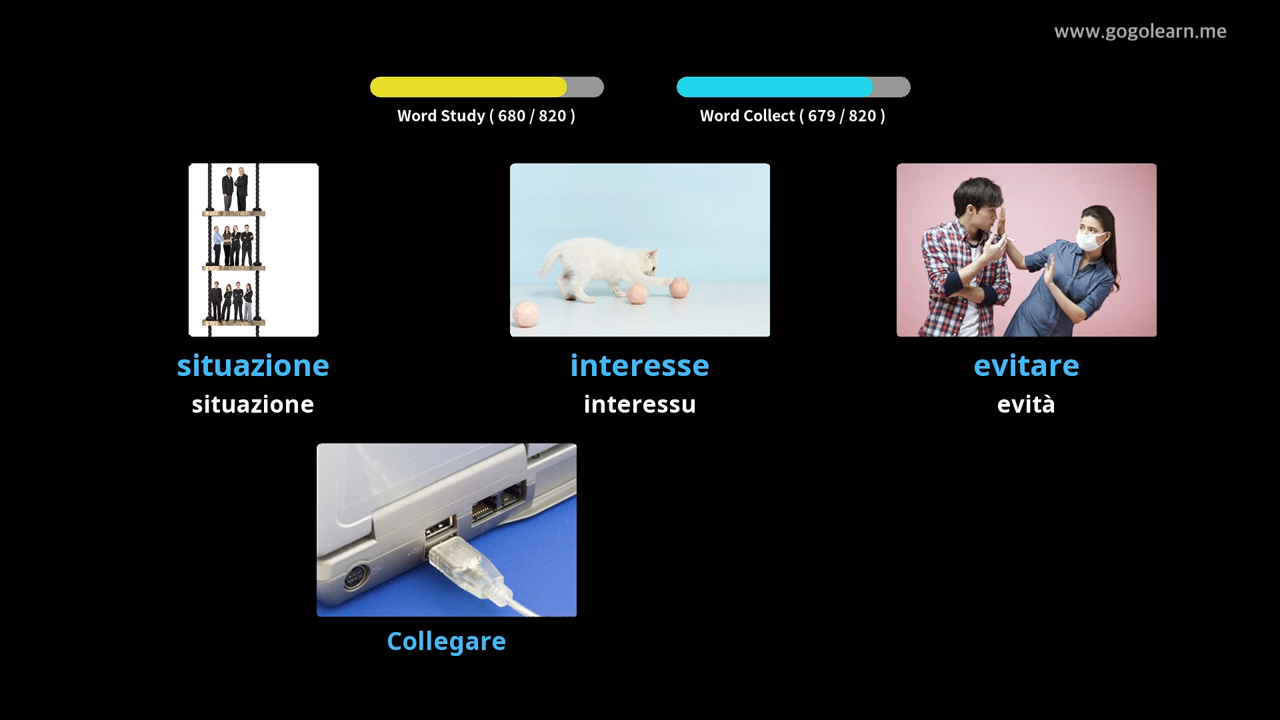 www.gogolearn.me
Word Study ( 680 / 820 )
Word Collect ( 679 / 820 )
situazione
situazione
interesse
interessu
evitare
evità
Collegare